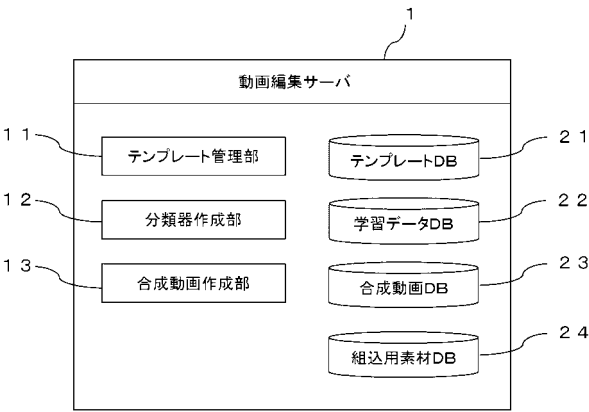 1
動画編集サーバ
11
テンプレート管理部
テンプレートDB
21
12
分類器作成部
学習データDB
22
13
合成動画作成部
合成動画DB
23
組込用素材DB
24